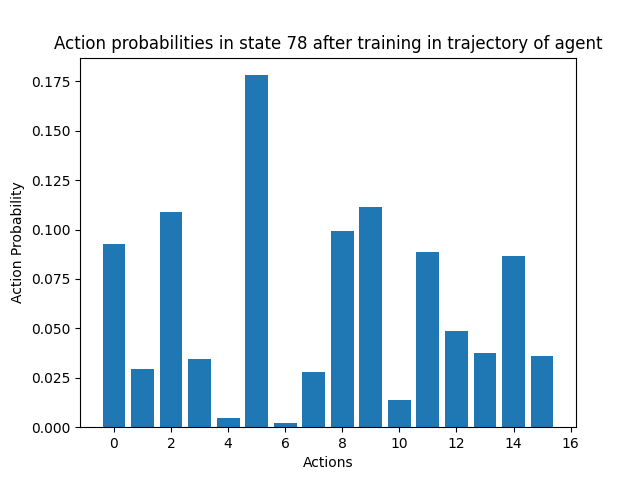 Action probabilities in state 78 after training in trajectory of agent
0.175
0.150
0.125
0.100
0.075
0.050
0.025
0.000
Action Probability
0 2 4 6 8 10 12 14 16
Actions